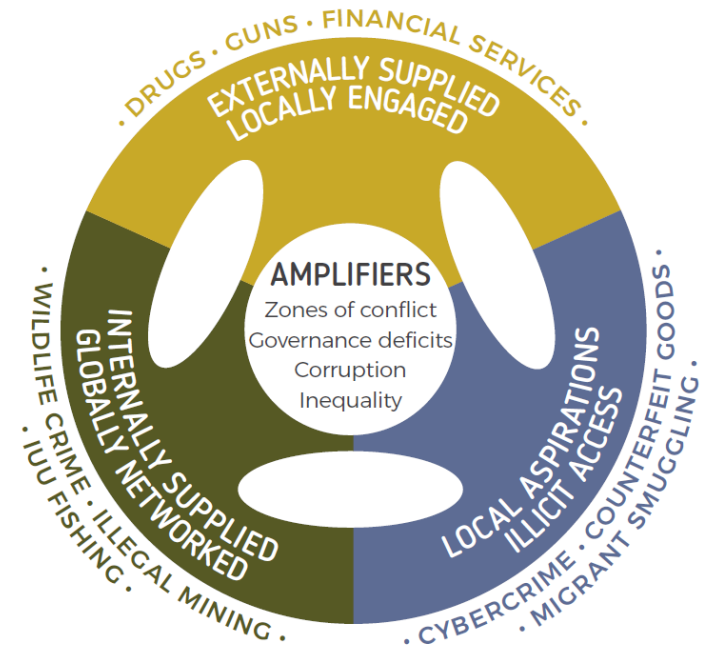 • DRUGS • GUNS • FINANCIAL SERVICES •
EXTERNALLY SUPPLIED
LOCALLY ENGAGED
AMPLIFIERS
Zones of conflict
Governance deficits
Corruption
Inequality
INTERNALLY SUPPLIED
GLOBALLY NETWORKED
• WILDLIFE CRIME • ILLEGAL MINING •
• IUU FISHING •
LOCAL ASPIRATIONS
ILLICIT ACCESS
• CYBERCRIME • COUNTERFEIT GOODS •
• MIGRANT SMUGGLING •